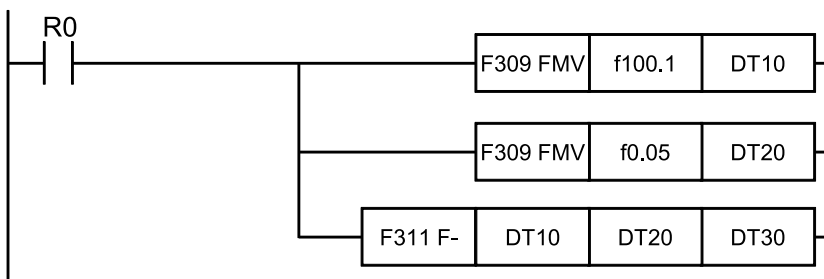 R0
F309 FMV f100.1 DT10
F309 FMV f0.05 DT20
F311 F- DT10 DT20 DT30